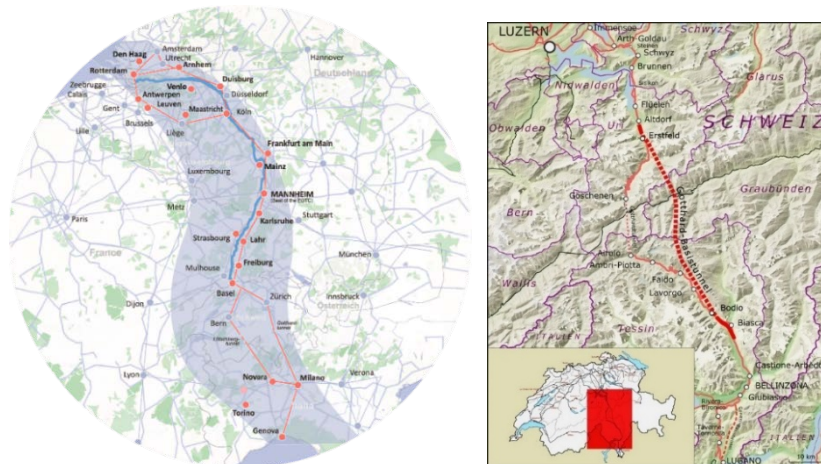 Amsterdam
Hannover
Den Haag
Utrecht
Arnhem
Rotterdam
Deutschland
Zeebrugge
Venlo
Duisburg
Calais
Antwerpen
Düsseldorf
Gent
Leuven
Maastricht
Köln
Brussels
Liège
Frankfurt am Main
Luxembourg
Mainz
Metz
MANNHEIM
Paris
Karlsruhe
Stuttgart
Strasbourg
Lahr
France
München
Mulhouse
Freiburg
Basel
Zürich
Innsbruck
Dijon
Österreich
Bern
Lyon
Novara
Milano
Verona
Torino
Genova
LUZERN
Immensee
Schwyz
Arth-Goldau
Schwyz
Brunnen
Glarus
Nidwalden
Flüelen
SCHWEIZ
Altdorf
Uri
Obwalden
Erstfeld
Göschenen
Graubünden
Gotthard-Basistunnel
Bern
Airolo
Ambri-Piotta
Wallis
Faido
Lavorgo
Bodio
Tessin
Biasca
ITALIEN
BELLINZONA
Giubiasco
ITALIEN
LUGANO
10 km